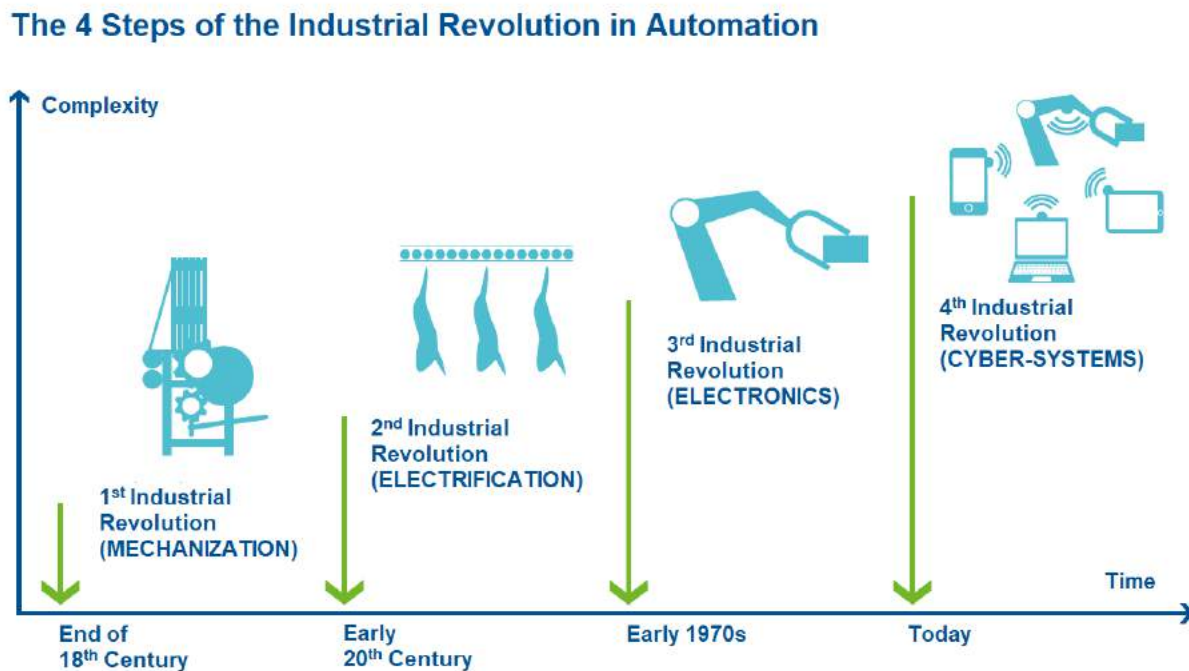 The 4 Steps of the Industrial Revolution in Automation
Complexity
1st Industrial
Revolution
(MECHANIZATION)
2nd Industrial
Revolution
(ELECTRIFICATION)
3rd Industrial
Revolution
(ELECTRONICS)
4th Industrial
Revolution
(CYBER-SYSTEMS)
Time
End of
18th Century
Early
20th Century
Early 1970s
Today